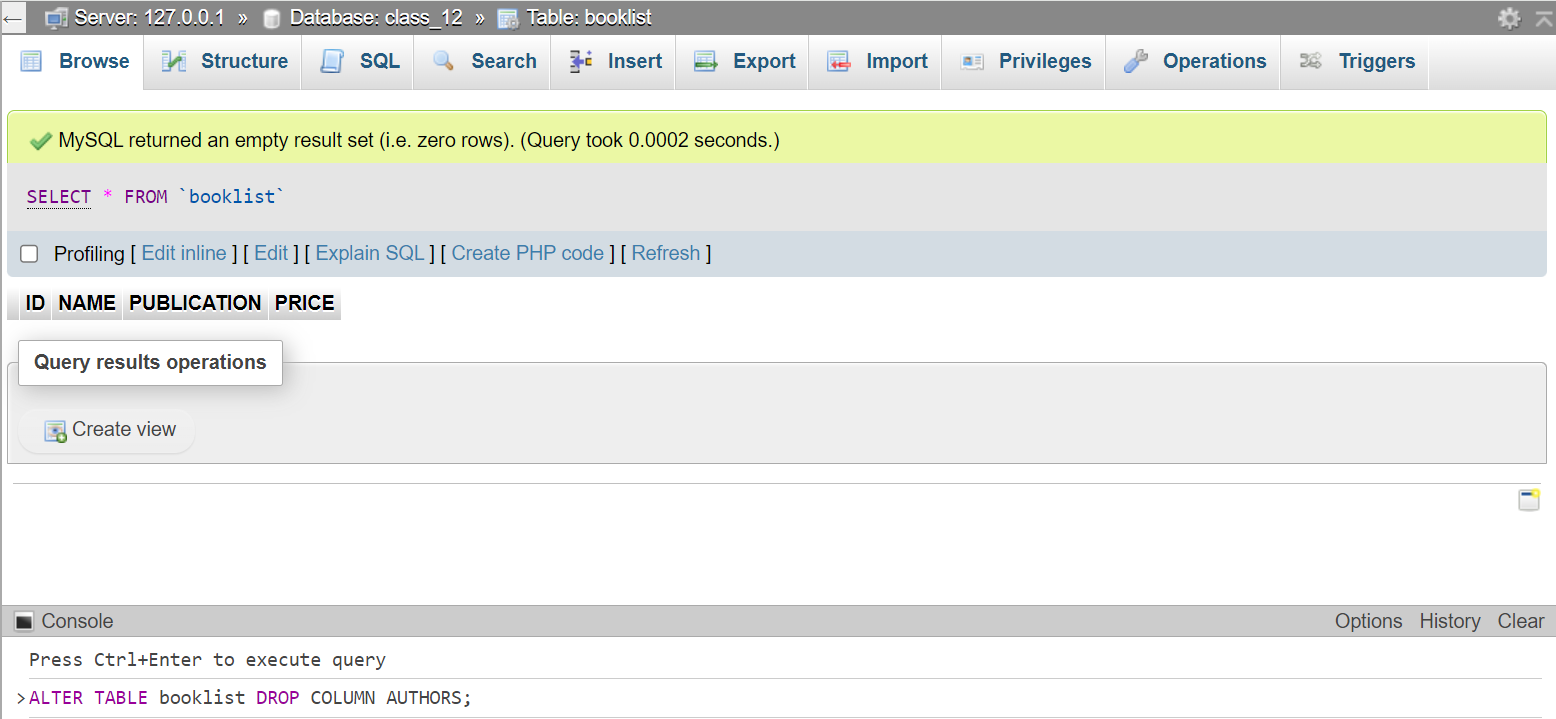 Server: 127.0.0.1 » Database: class_12 » Table: booklist
Browse Structure SQL Search Insert Export Import Privileges Operations Triggers
MySQL returned an empty result set (i.e. zero rows). (Query took 0.0002 seconds.)
SELECT * FROM `booklist`
Profiling [ Edit inline ] [ Edit ] [ Explain SQL ] [ Create PHP code ] [ Refresh ]
ID NAME PUBLICATION PRICE
Query results operations
Create view
Console Options History Clear
Press Ctrl+Enter to execute query
>ALTER TABLE booklist DROP COLUMN AUTHORS;